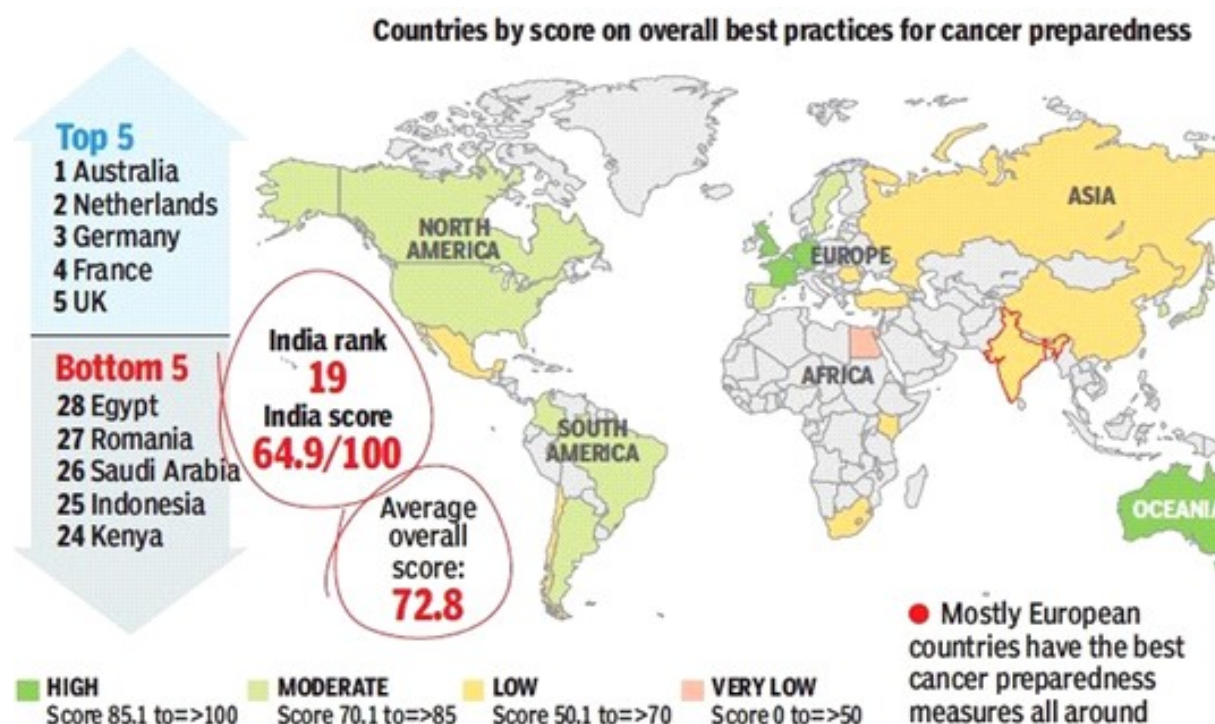 Countries by score on overall best practices for cancer preparedness
Top 5
1 Australia
2 Netherlands
3 Germany
4 France
5 UK
Bottom 5
28 Egypt
27 Romania
26 Saudi Arabia
25 Indonesia
24 Kenya
India rank
19
India score
64.9/100
Average
overall
score:
72.8
NORTH
AMERICA
SOUTH
AMERICA
EUROPE
AFRICA
ASIA
OCEANIA
● Mostly European
countries have the best
cancer preparedness
measures all around
HIGH
Score 85.1 to=>100
MODERATE
Score 70.1 to=>85
LOW
Score 50.1 to=>70
VERY LOW
Score 0 to=>50